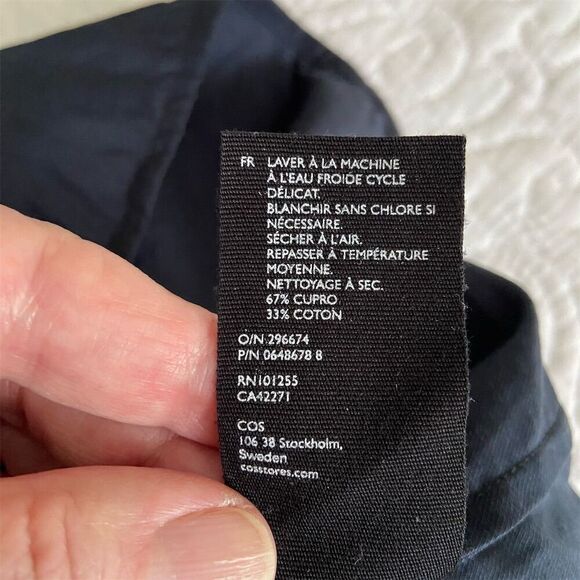 FR LAVER À LA MACHINE
À L'EAU FROIDE CYCLE
DÉLICAT.
BLANCHIR SANS CHLORE SI
NÉCESSAIRE.
SÉCHER À L'AIR.
REPASSER À TEMPÉRATURE
MOYENNE.
NETTOYAGE À SEC.
67% CUPRO
33% COTON
O/N 296674
P/N 0648678 8
RN101255
CA42271
COS
106 38 Stockholm,
Sweden
cosstores.com